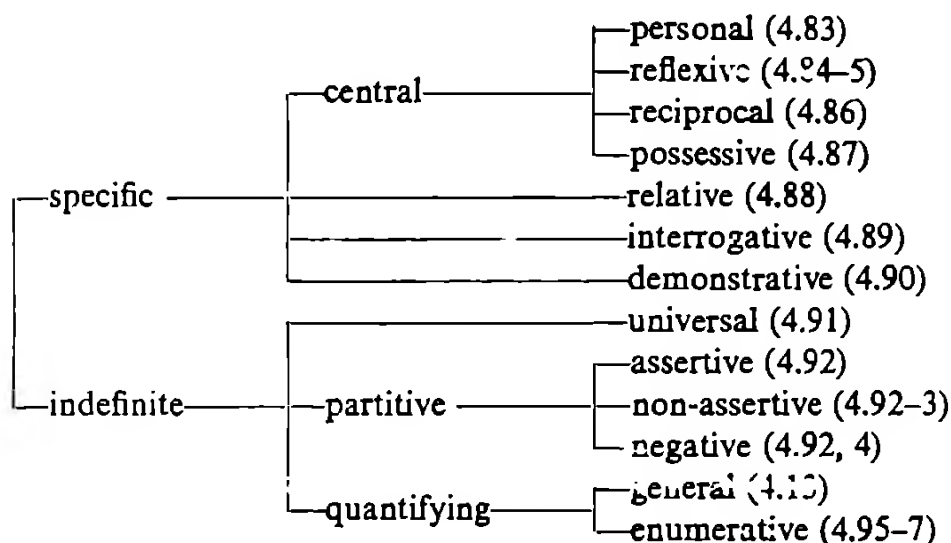 personal (4.83)
reflexive (4.84–5)
central
reciprocal (4.86)
possessive (4.87)
specific
relative (4.88)
interrogative (4.89)
demonstrative (4.90)
universal (4.91)
assertive (4.92)
indefinite
partitive
non-assertive (4.92–3)
negative (4.92, 4)
general
quantifying
enumerative (4.95–7)